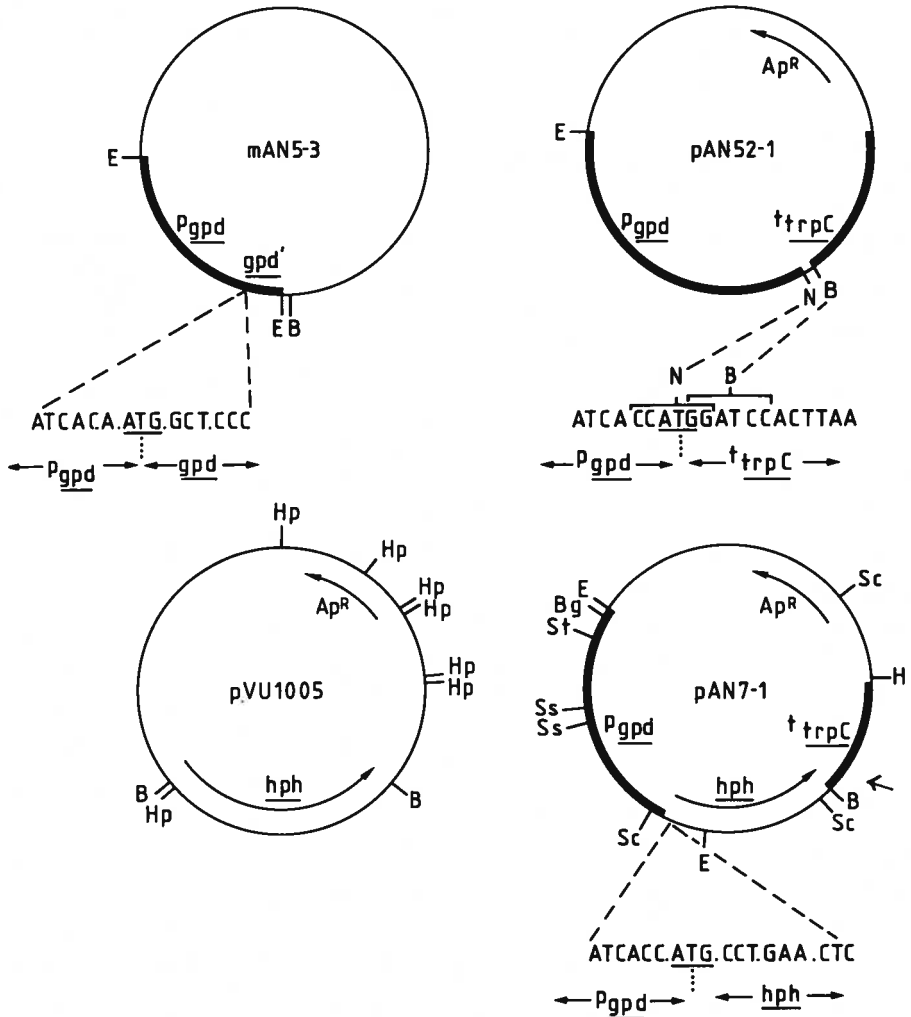 E
mAN5-3
pgpd
gpd'
E B
ATCACA.ATG.GCT.CCC
pgpd gpd
ApR
E
pAN52-1
pgpd
ttrpC
N B
N B
ATCACCATGGATCCACTTAA
pgpd ttrpC
Hp
Hp
ApR
Hp
Hp
pVU1005
Hp
Hp
hph
B
Hp
B
E
Bg
St
ApR
Sc
pAN7-1
H
Ss
Ss
pgpd
ttrpC
hph
B
Sc
Sc
E
ATCACC.ATG.CCT.GAA.CTC
pgpd hph